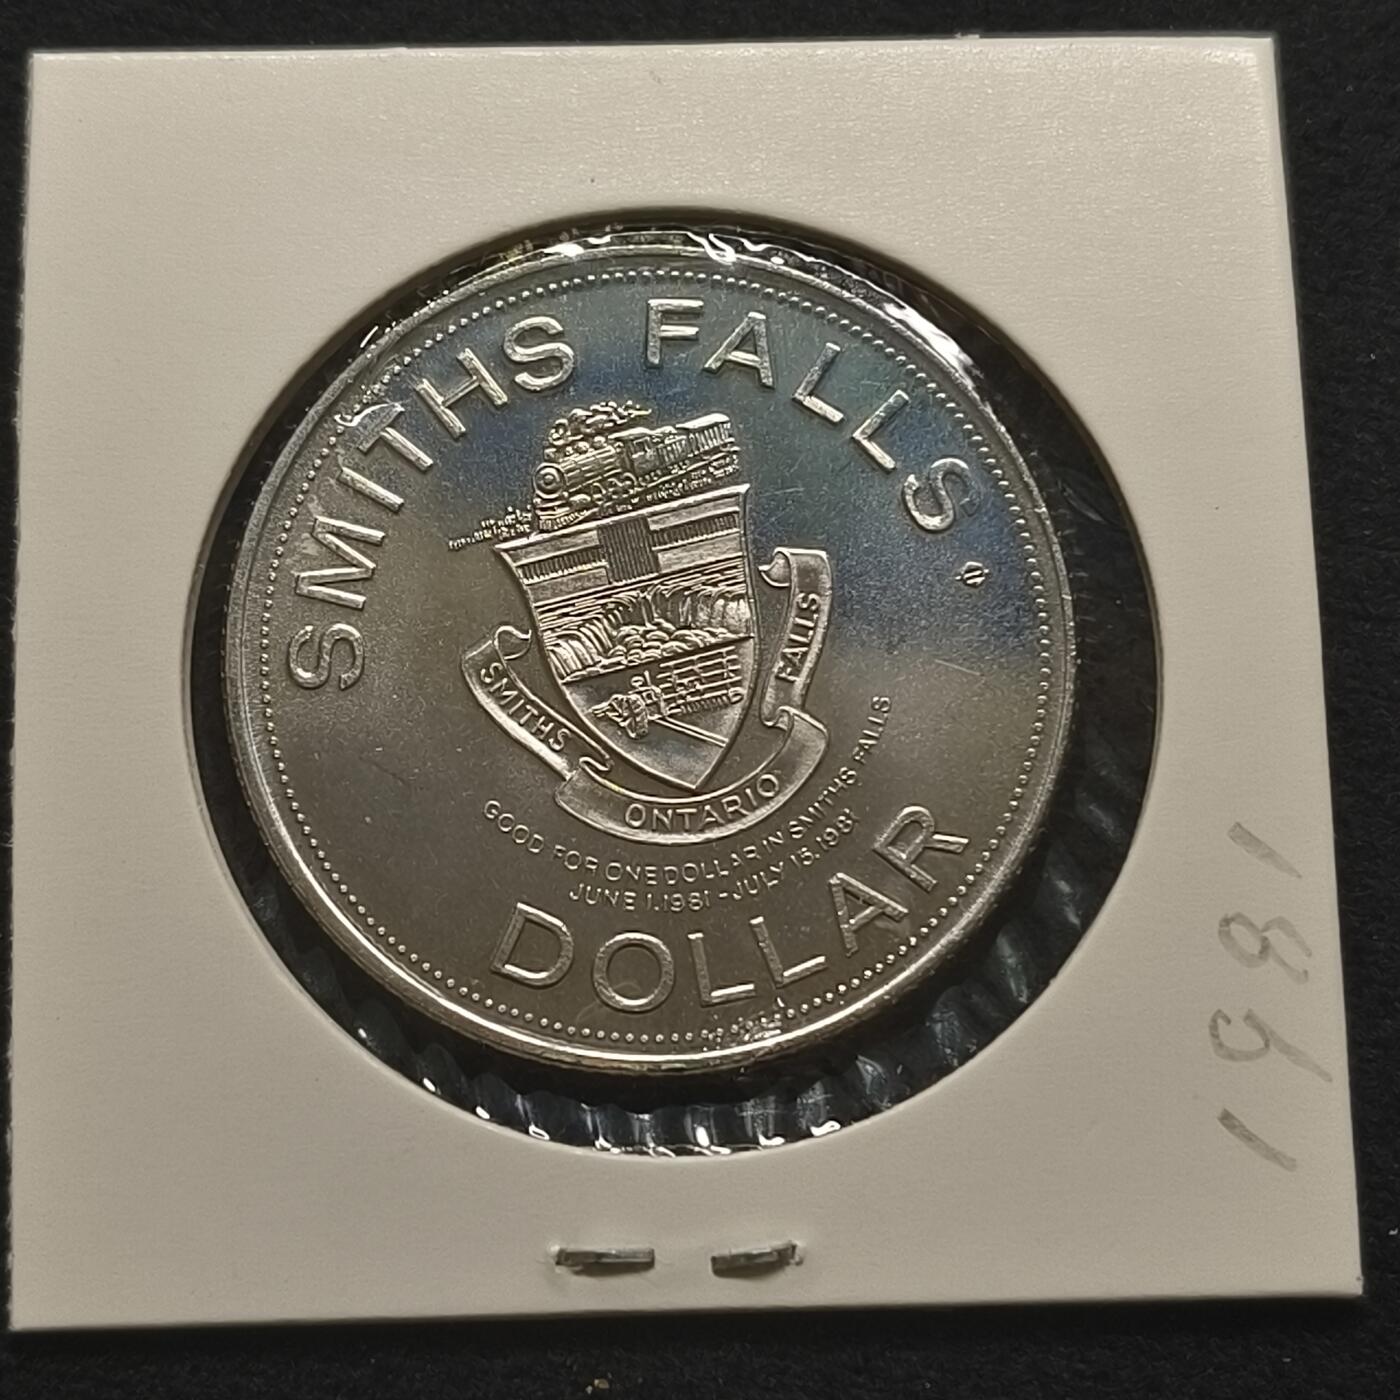 SMITHS FALLS
SMITHS FALLS
ONTARIO
GOOD FOR ONE DOLLAR IN SMITHS FALLS
JUNE 1. 1981 - JULY 15. 1981
DOLLAR
1981